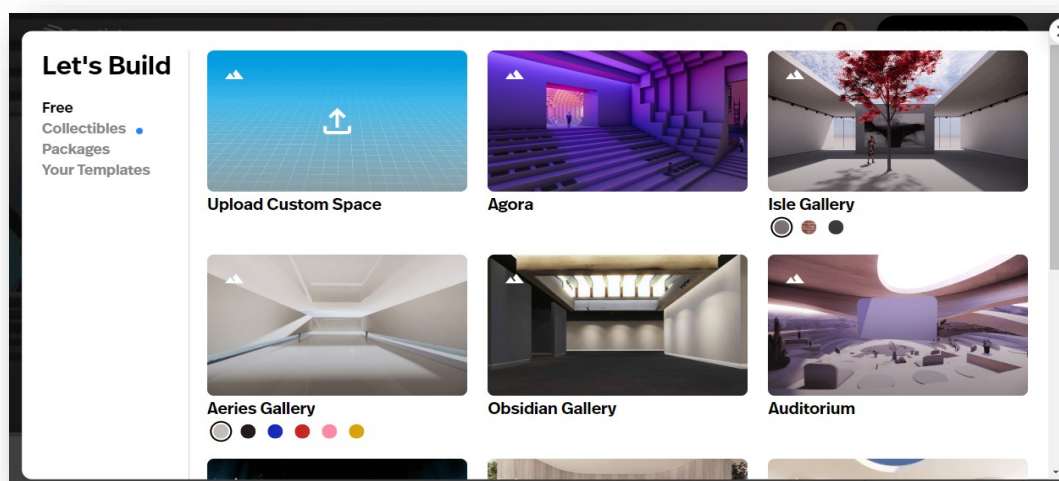 Let's Build
Free
Collectibles
Packages
Your Templates
Upload Custom Space
Agora
Isle Gallery
Aeries Gallery
Obsidian Gallery
Auditorium